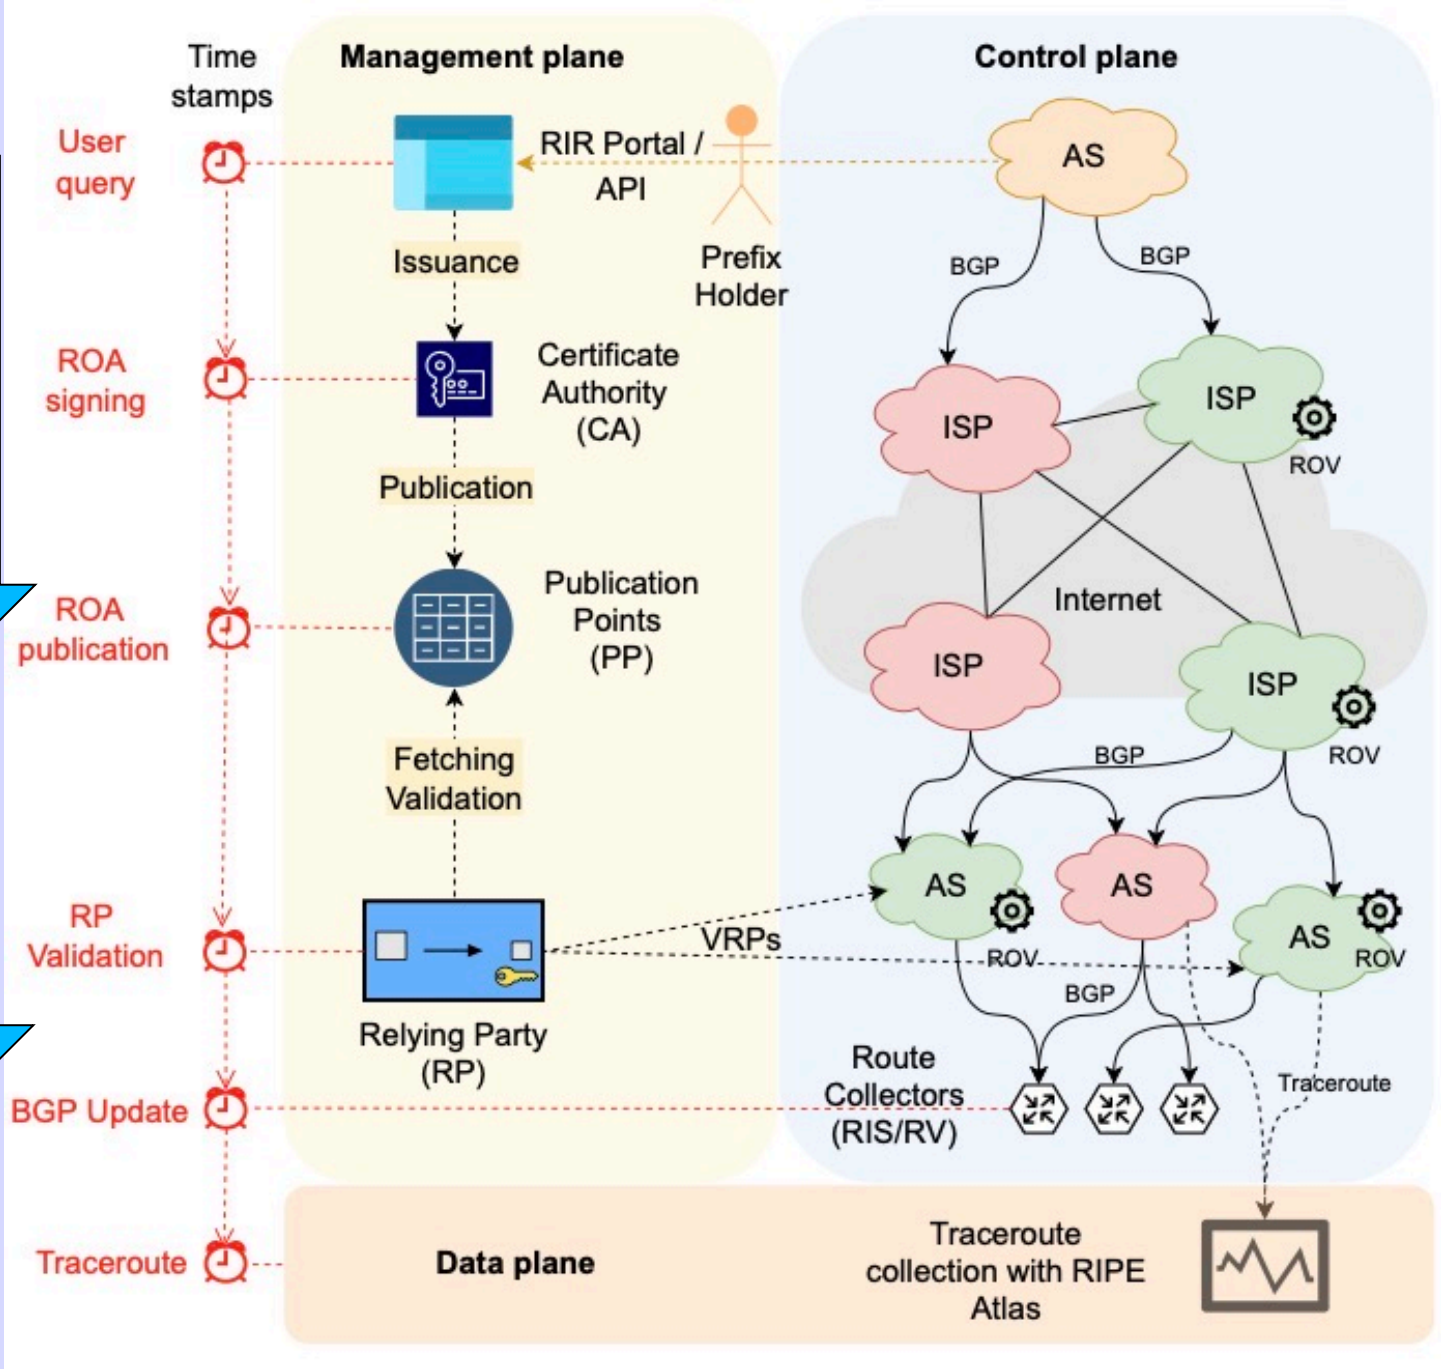 Time
stamps
Management plane
Control plane
User
query
RIR Portal /
API
Prefix
Holder
AS
BGP
BGP
Issuance
ROA
signing
Certificate
Authority
(CA)
ISP
ISP
ROV
Publication
ROA
publication
Publication
Points
(PP)
Internet
ISP
ISP
ROV
BGP
Fetching
Validation
RP
Validation
VRPs
AS
ROV
AS
AS
ROV
BGP
Relying Party
(RP)
Route
Collectors
(RIS/RV)
Traceroute
BGP Update
Traceroute
Data plane
Traceroute
collection with RIPE
Atlas